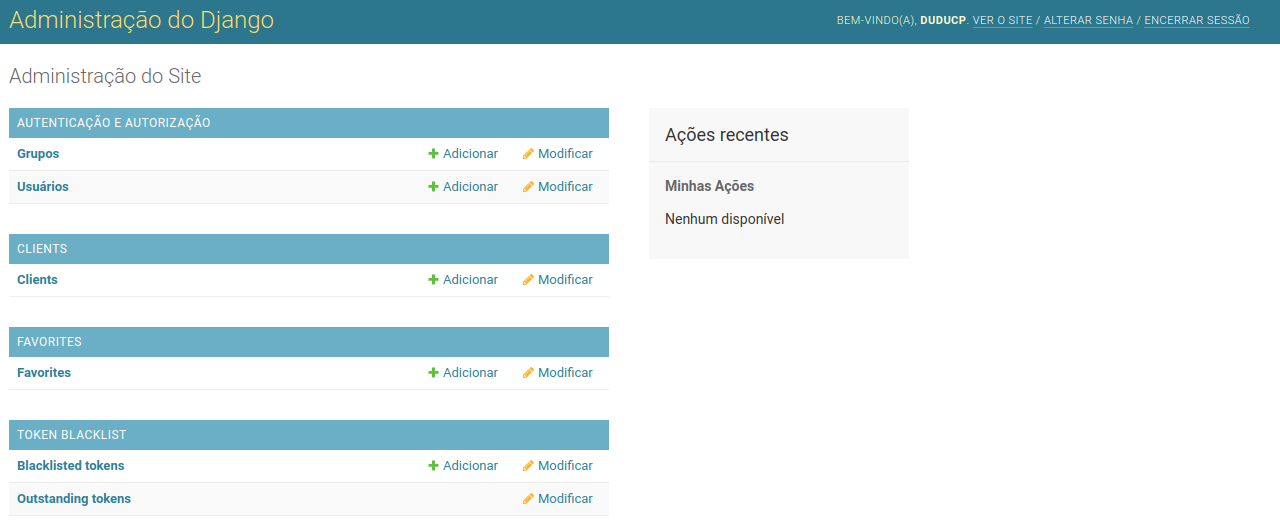 Administração do Django
BEM-VINDO(A), DUDUCP. VER O SITE / ALTERAR SENHA / ENCERRAR SESSÃO
Administração do Site
AUTENTICAÇÃO E AUTORIZAÇÃO
Grupos Adicionar Modificar
Usuários Adicionar Modificar
CLIENTS
Clients Adicionar Modificar
FAVORITES
Favorites Adicionar Modificar
TOKEN BLACKLIST
Blacklisted tokens Adicionar Modificar
Outstanding tokens Modificar
Ações recentes
Minhas Ações
Nenhum disponível